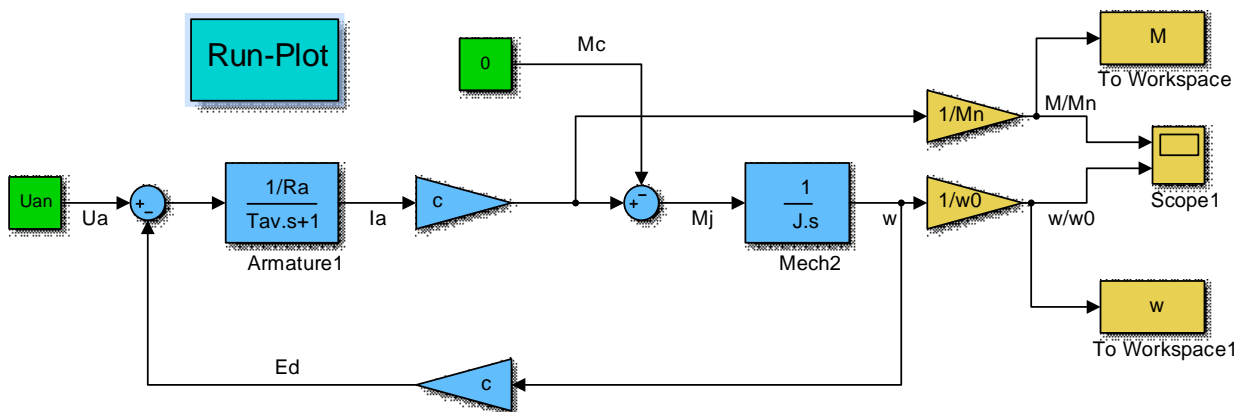 Run-Plot
0
Mc
M
To Workspace
1/Mn
M/Mn
Scope1
Uan
Ua
1/Ra
Tav.s+1
Armature1
Ia
c
Mj
1
J.s
Mech2
w
1/w0
w/w0
w
To Workspace1
Ed
c